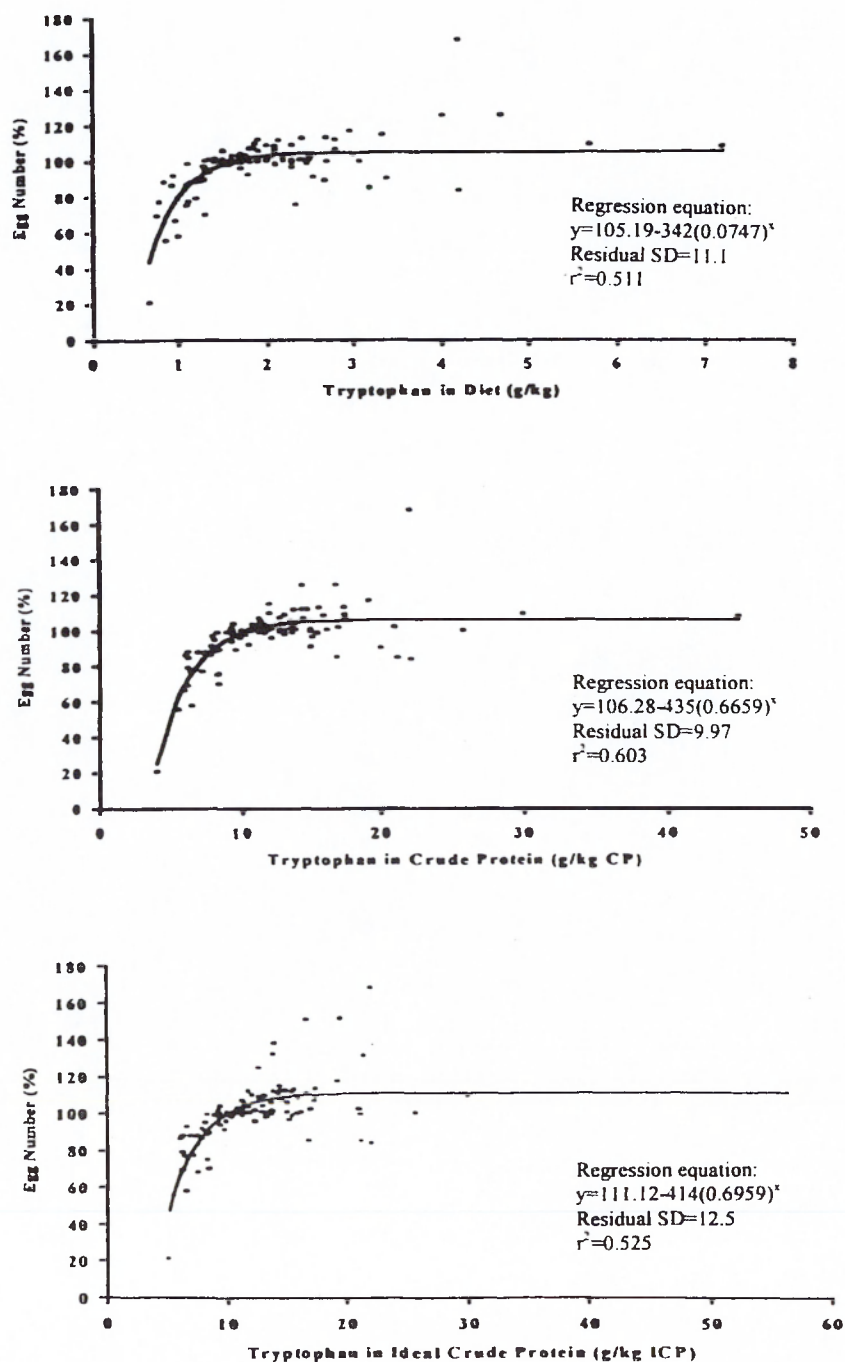 180
160
140
120
100
80
60
40
20
0
Egg Number (%)
Regression equation:
y=105.19-342(0.0747)ˣ
Residual SD=11.1
r²=0.511
0 1 2 3 4 5 6 7 8
Tryptophan in Diet (g/kg)
180
160
140
120
100
80
60
40
20
0
Egg Number (%)
Regression equation:
y=106.28-435(0.6659)ˣ
Residual SD=9.97
r²=0.603
0 10 20 30 40 50
Tryptophan in Crude Protein (g/kg CP)
180
160
140
120
100
80
60
40
20
0
Egg Number (%)
Regression equation:
y=111.12-414(0.6959)ˣ
Residual SD=12.5
r²=0.525
0 10 20 30 40 50 60
Tryptophan in Ideal Crude Protein (g/kg ICP)